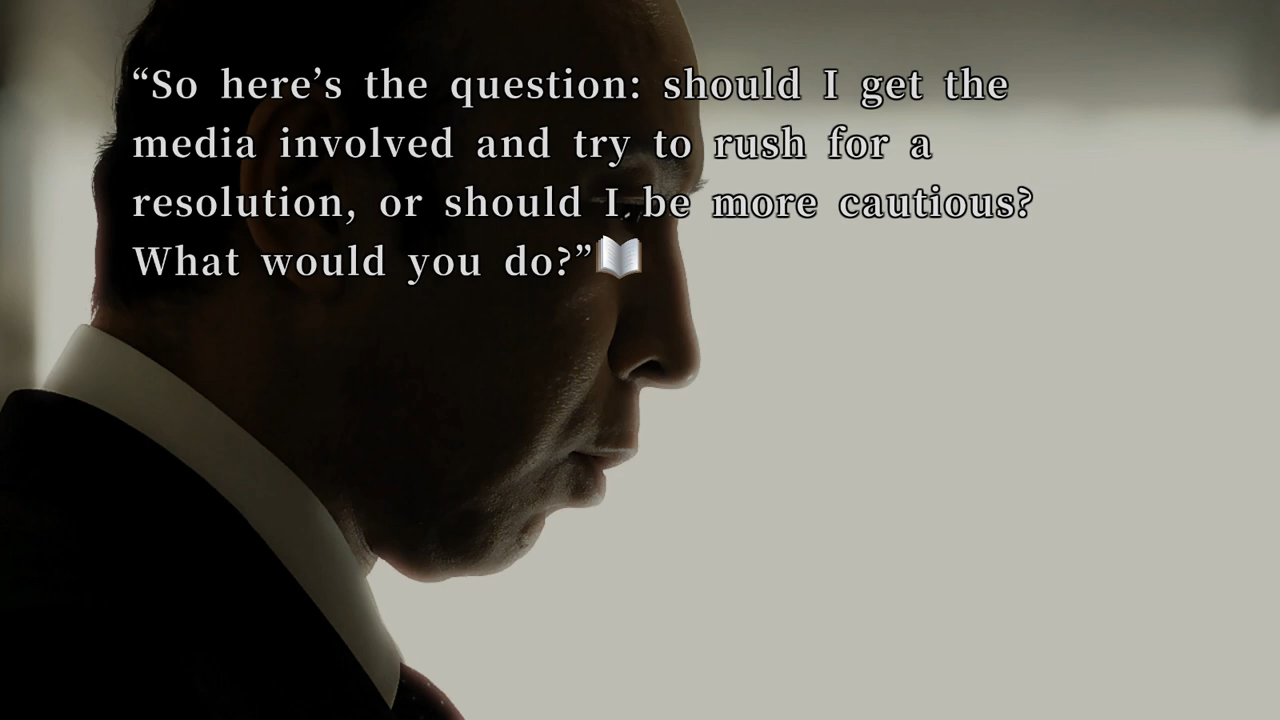 “So here’s the question: should I get the
media involved and try to rush for a
resolution, or should I be more cautious?
What would you do?”